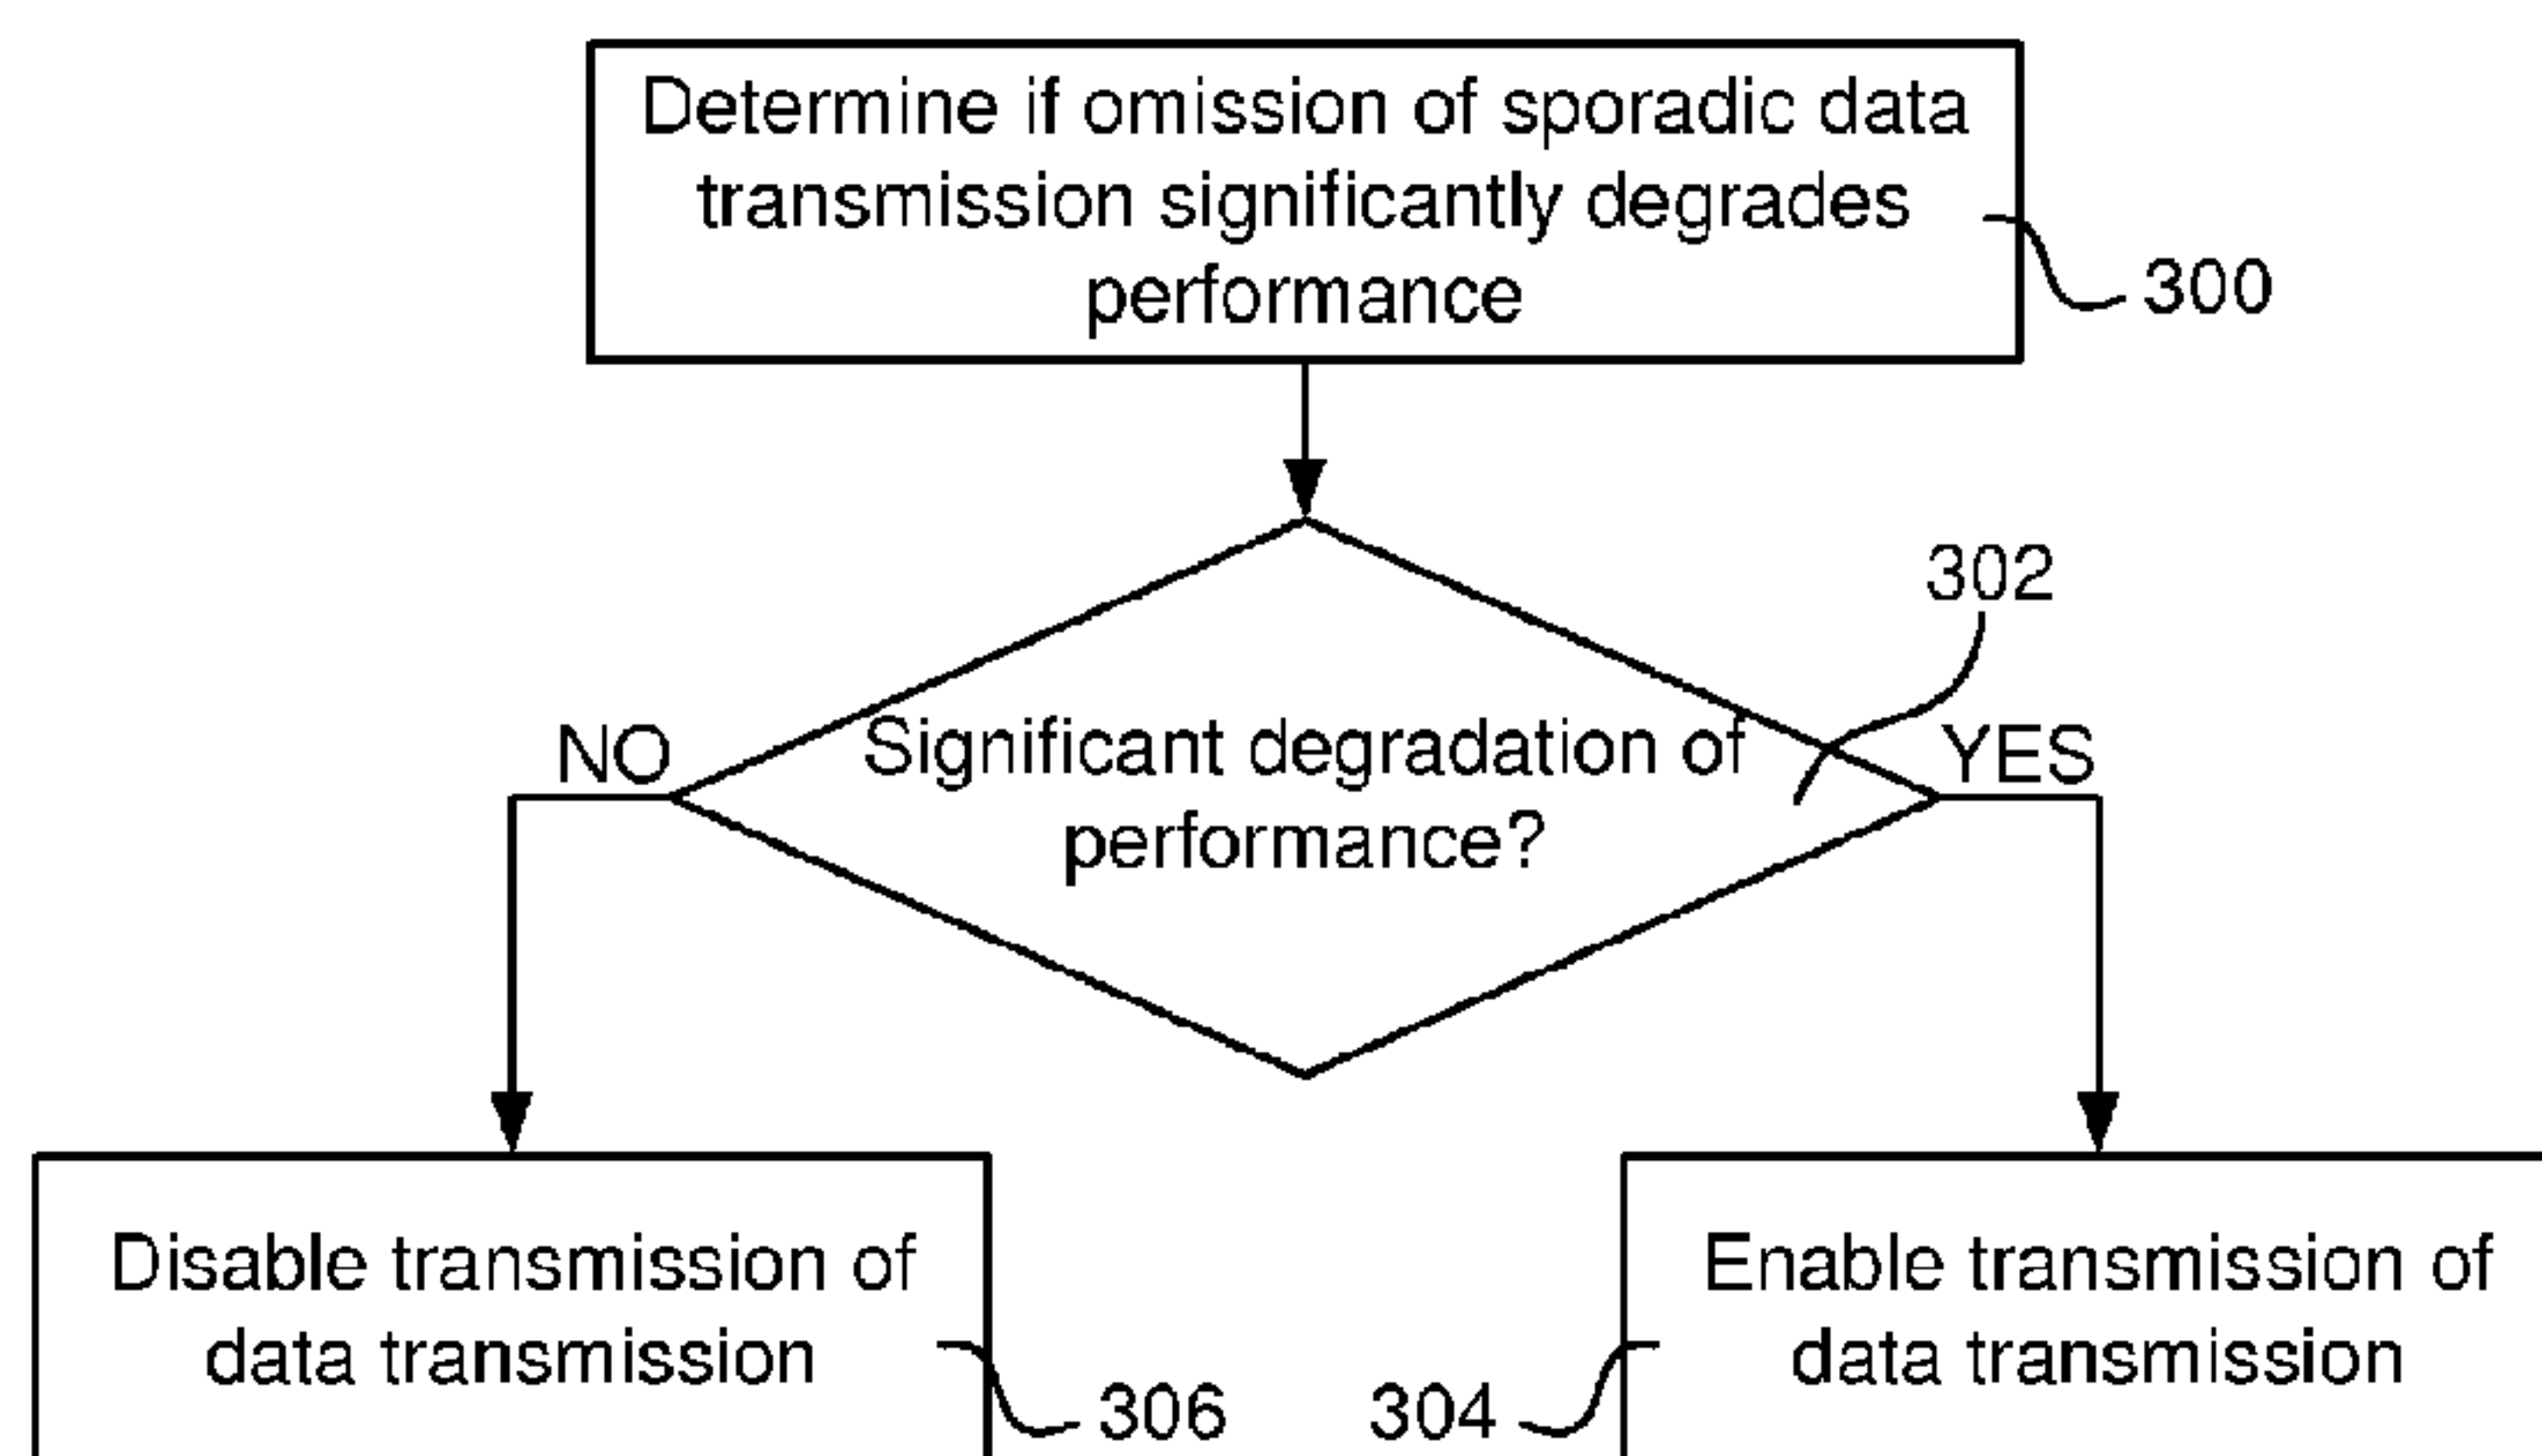 Determine if omission of sporadic data
transmission significantly degrades
performance
300
302
NO
Significant degradation of
performance?
YES
Disable transmission of
data transmission
306
304
Enable transmission of
data transmission